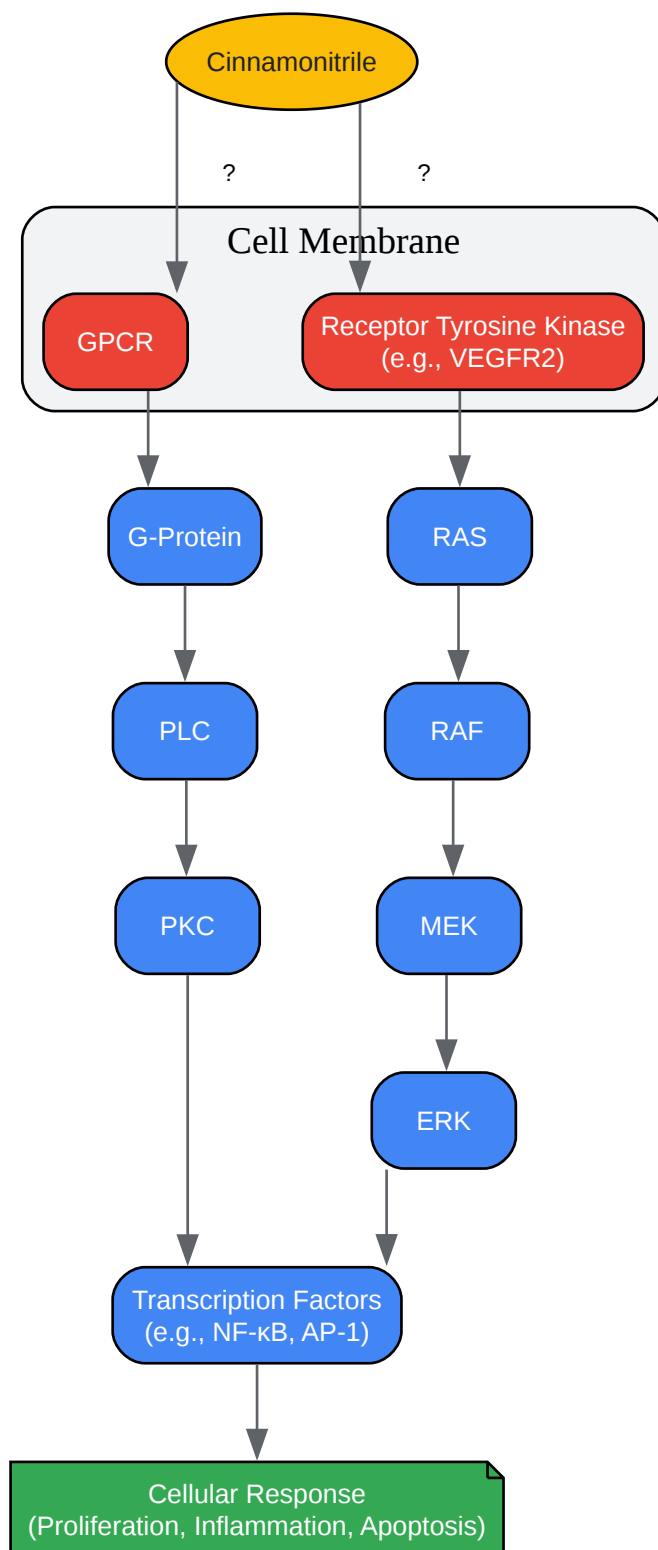 Cinnamonitrile
?
?
Cell Membrane
GPCR
Receptor Tyrosine Kinase
(e.g., VEGFR2)
G-Protein
RAS
PLC
RAF
PKC
MEK
ERK
Transcription Factors
(e.g., NF-κB, AP-1)
Cellular Response
(Proliferation, Inflammation, Apoptosis)